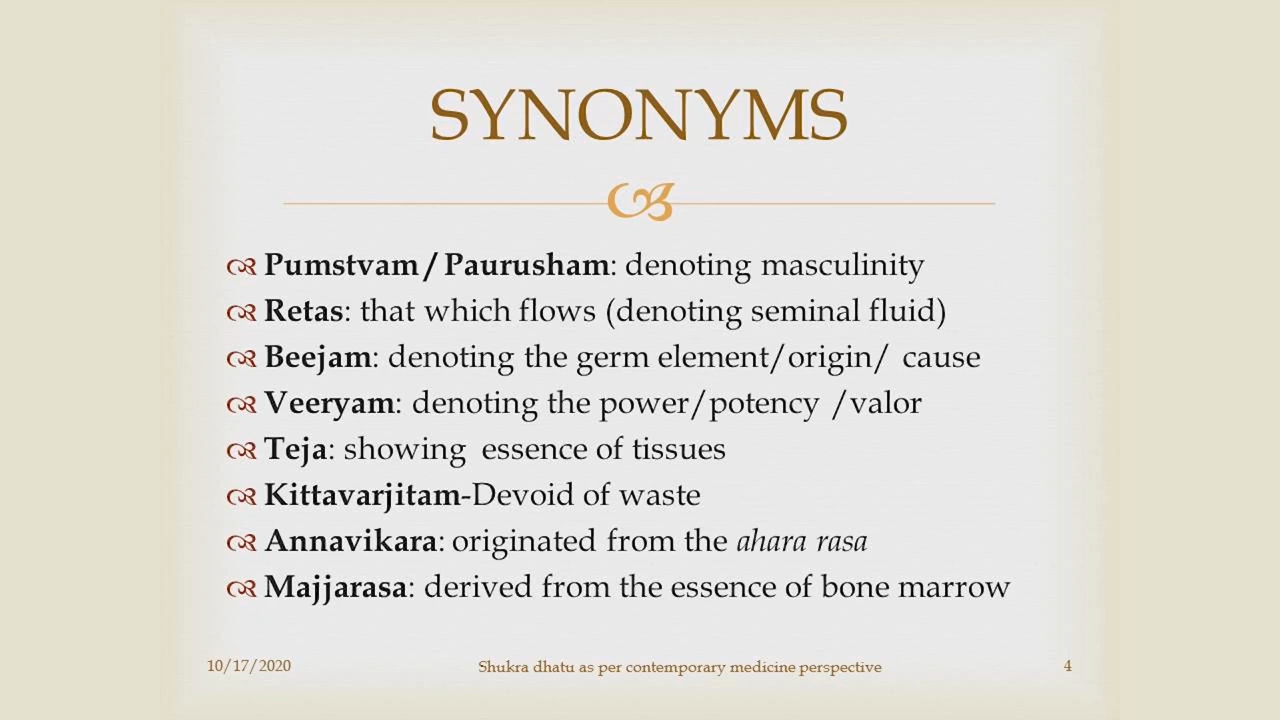 SYNONYMS
Pumstvam / Paurusham: denoting masculinity
Retas: that which flows (denoting seminal fluid)
Beejam: denoting the germ element/origin/ cause
Veeryam: denoting the power/potency /valor
Teja: showing essence of tissues
Kittavarjitam-Devoid of waste
Annavikara: originated from the ahara rasa
Majjarasa: derived from the essence of bone marrow
10/17/2020 Shukra dhatu as per contemporary medicine perspective 4